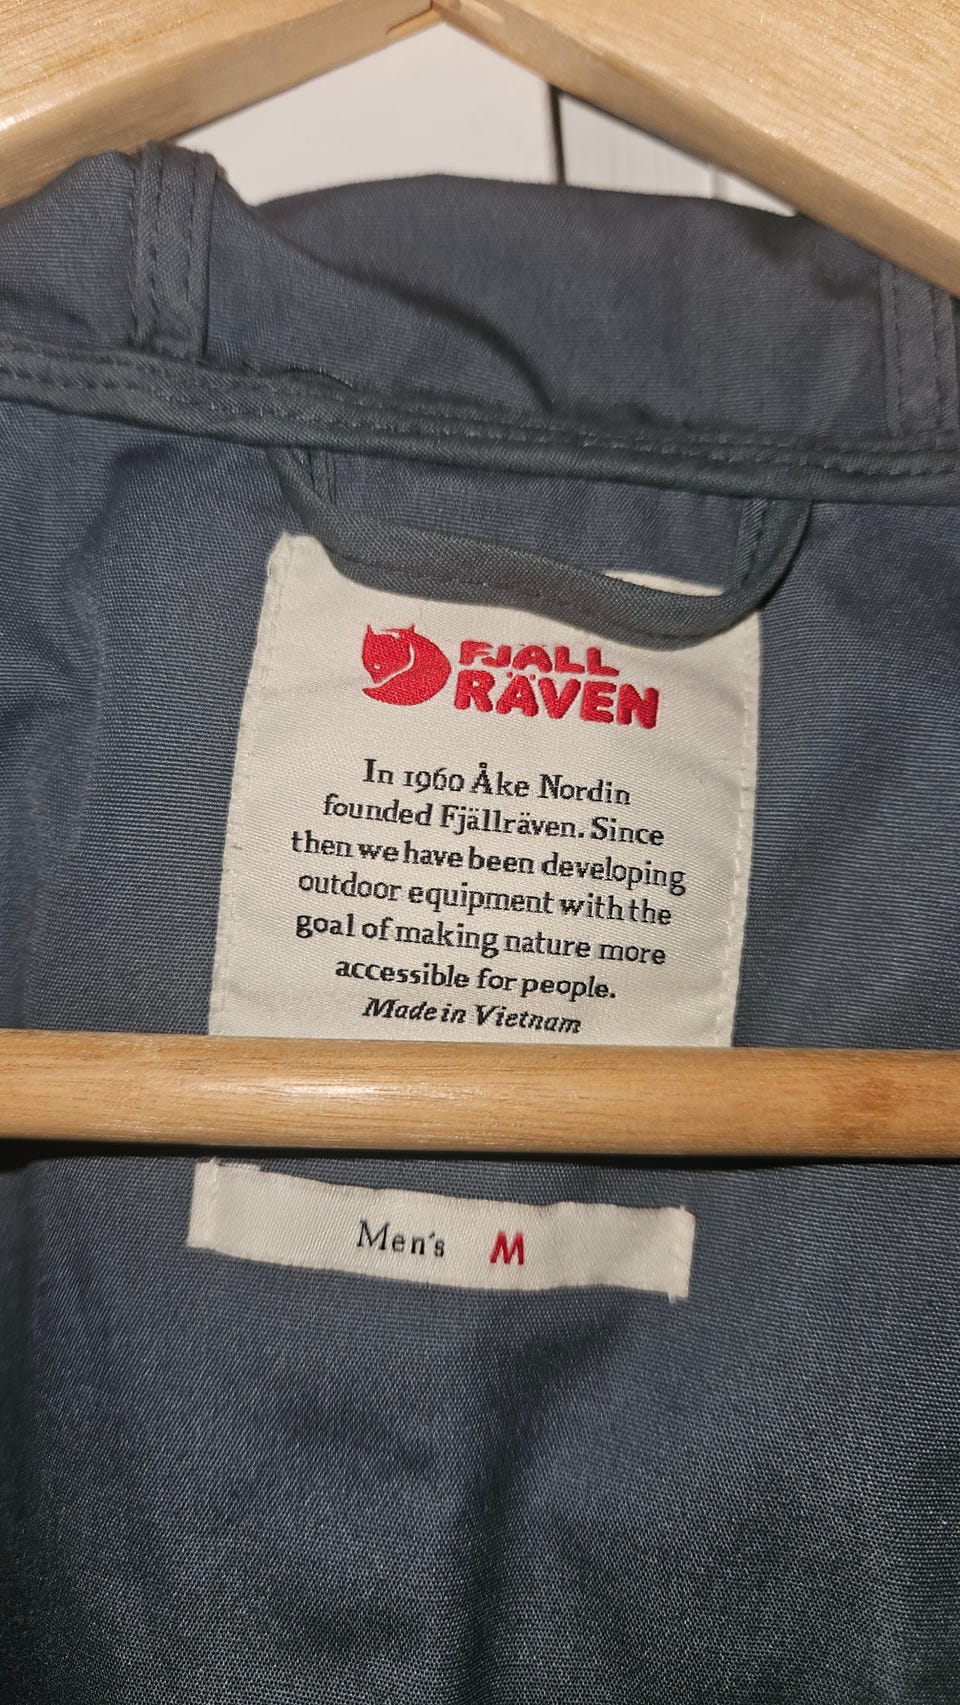 FJÄLL
RÄVEN
In 1960 Åke Nordin
founded Fjällräven. Since
then we have been developing
outdoor equipment with the
goal of making nature more
accessible for people.
Made in Vietnam
Men's M